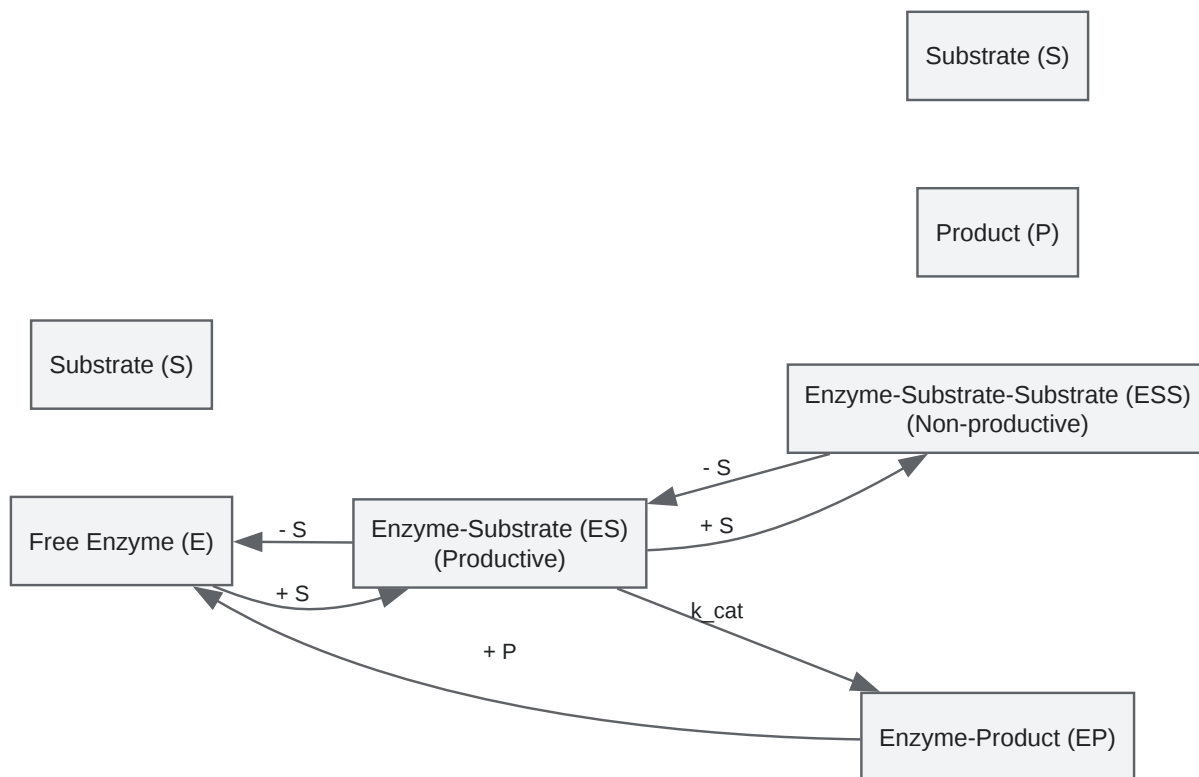 Substrate (S)
Product (P)
Substrate (S)
Enzyme-Substrate-Substrate (ESS)
(Non-productive)
- S
+ S
Free Enzyme (E)
- S
+ S
Enzyme-Substrate (ES)
(Productive)
k_cat
+ P
Enzyme-Product (EP)